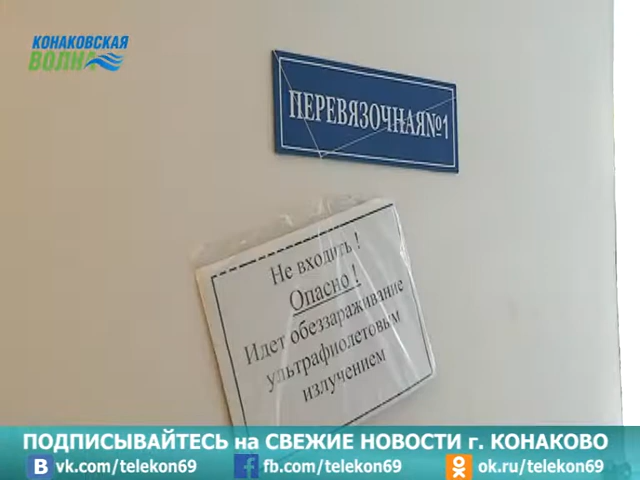 КОНАКОВСКАЯ
ВОЛНА
ПЕРЕВЯЗОЧНАЯ№1
Не входить !
Опасно !
Идет обеззараживание
ультрафиолетовым
излучением
ПОДПИСЫВАЙТЕСЬ на СВЕЖИЕ НОВОСТИ г. КОНАКОВО
vk.com/telekon69 fb.com/telekon69 ok.ru/telekon69